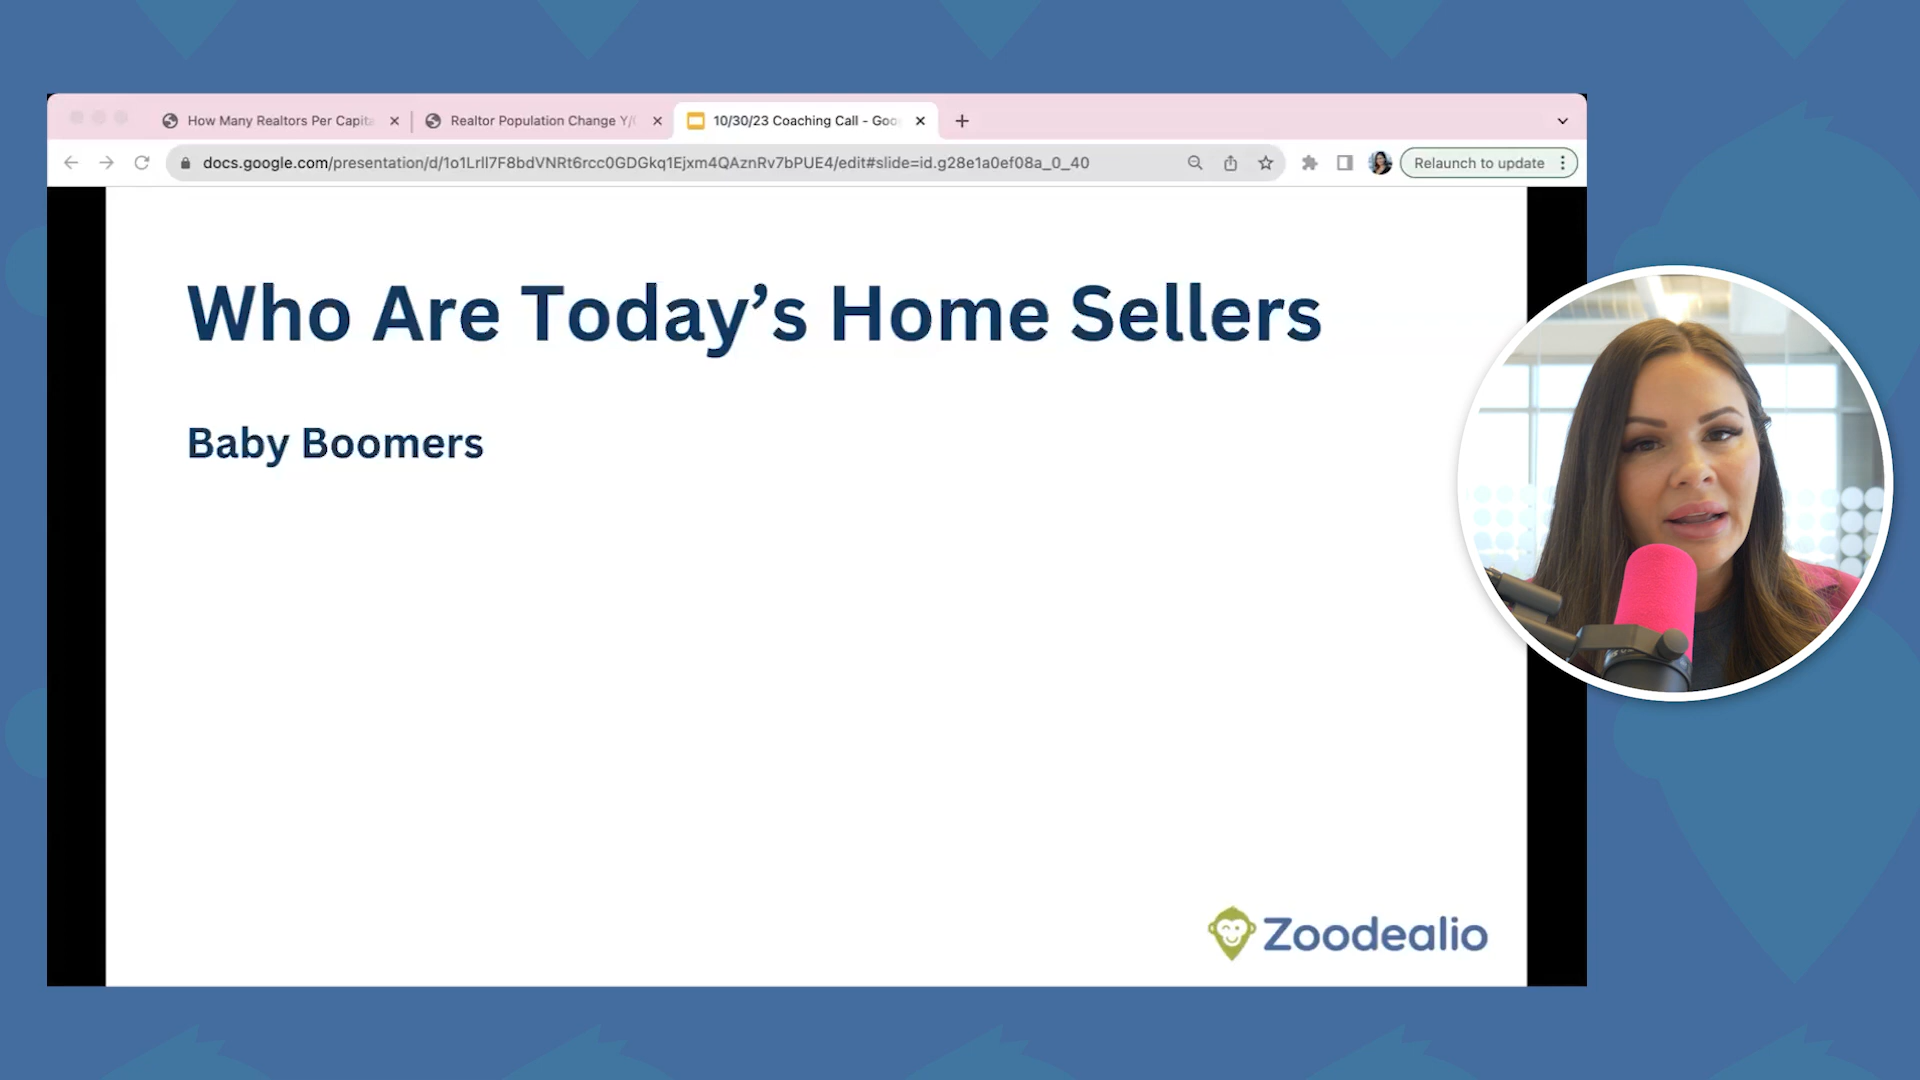 How Many Realtors Per Capita
Realtor Population Change Y/
10/30/23 Coaching Call - Goo
docs.google.com/presentation/d/1o1Lrll7F8bdVNRt6rcc0GDGkq1Ejxm4QAznRv7bPUE4/edit#slide=id.g28e1a0ef08a_0_40
Relaunch to update
Who Are Today’s Home Sellers
Baby Boomers
Zoodealio